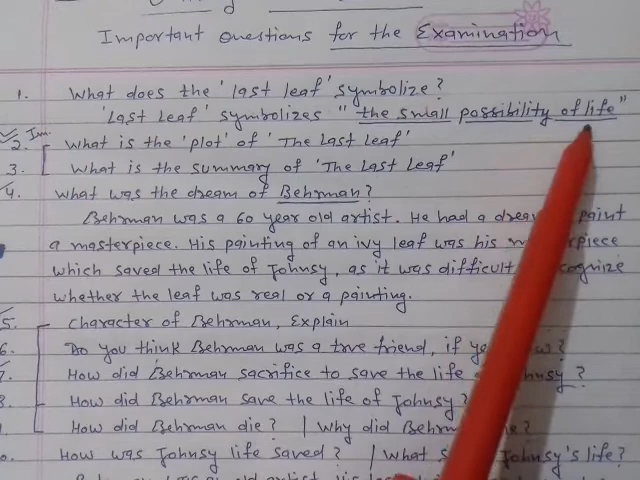 Important Questions for the Examination
1. What does the 'last leaf' symbolize?
'Last Leaf' symbolizes "the small possibility of life"
Im.
2. What is the 'plot' of 'The Last Leaf'
3. What is the summary of 'The Last Leaf'
4. What was the dream of Behrman?
Behrman was a 60 year old artist. He had a paint
a masterpiece. His painting of an ivy leaf was his
which saved the life of Johnsy, as it was difficult
whether the leaf was real or a painting.
5. Character of Behrman, Explain
6. Do you think Behrman was a true friend, if
7. How did Behrman sacrifice to save the life Johnsy?
How did Behrman save the life of Johnsy?
How did Behrman die? | Why did
How was Johnsy life saved? | What Johnsy's life?